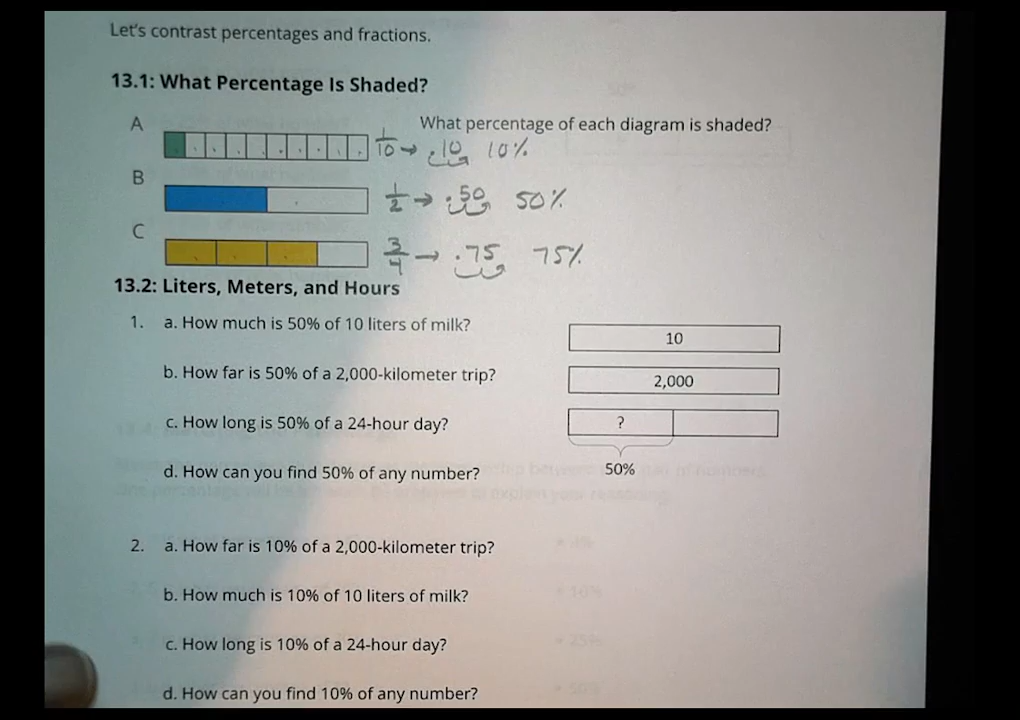 Let's contrast percentages and fractions.
13.1: What Percentage Is Shaded?
What percentage of each diagram is shaded?
A 1/10 → .10 10%
B 1/2 → .50 50%
C 3/4 → .75 75%
13.2: Liters, Meters, and Hours
1. a. How much is 50% of 10 liters of milk?
10
b. How far is 50% of a 2,000-kilometer trip?
2,000
c. How long is 50% of a 24-hour day?
?
50%
d. How can you find 50% of any number?
2. a. How far is 10% of a 2,000-kilometer trip?
b. How much is 10% of 10 liters of milk?
c. How long is 10% of a 24-hour day?
d. How can you find 10% of any number?